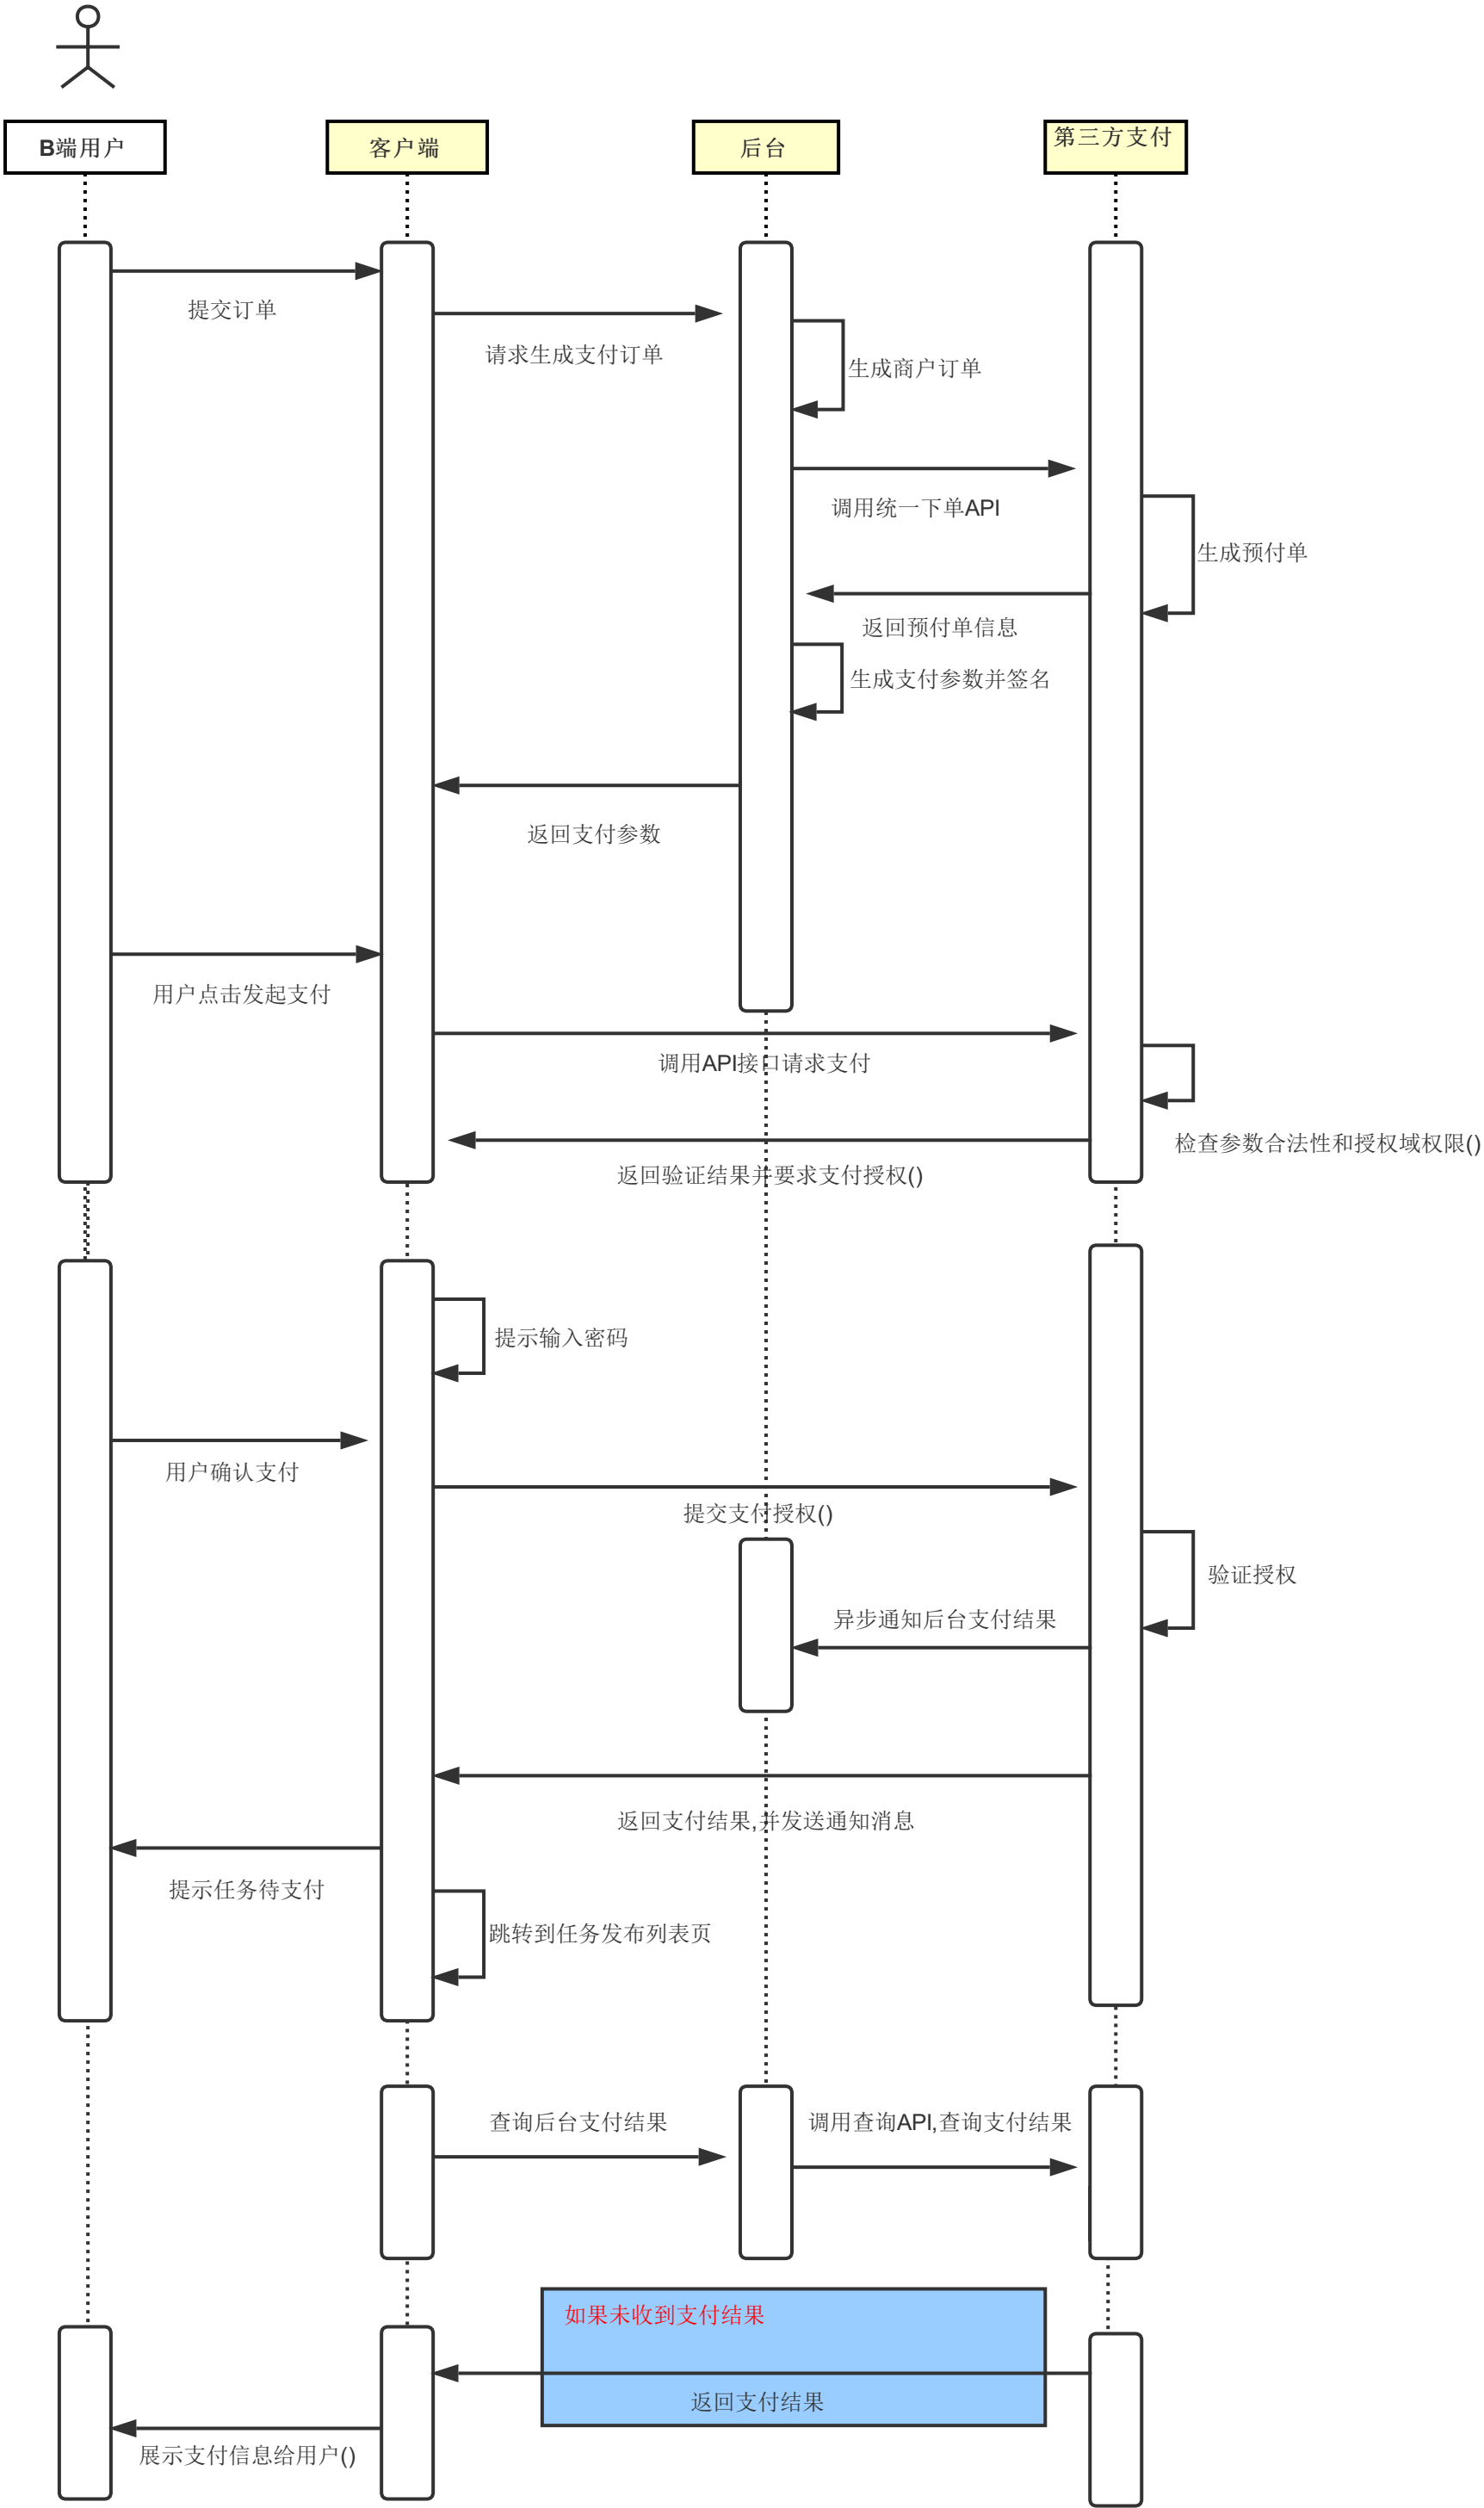 B端用户
客户端
后台
第三方支付
提交订单
请求生成支付订单
生成商户订单
调用统一下单API
生成预付单
返回预付单信息
生成支付参数并签名
返回支付参数
用户点击发起支付
调用API接口请求支付
检查参数合法性和授权域权限()
返回验证结果并要求支付授权()
提示输入密码
用户确认支付
提交支付授权()
验证授权
异步通知后台支付结果
返回支付结果,并发送通知消息
提示任务待支付
跳转到任务发布列表页
查询后台支付结果
调用查询API,查询支付结果
如果未收到支付结果
返回支付结果
展示支付信息给用户()